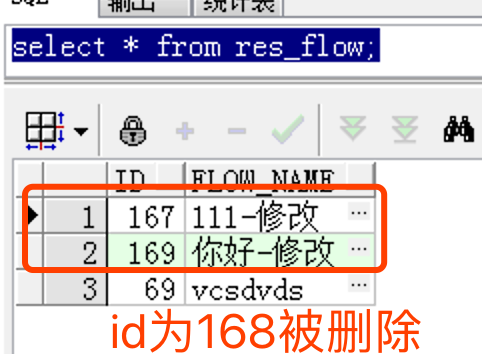 SQL 输出 统计表
select * from res_flow;
ID FLOW_NAME
1 167 111-修改 ...
2 169 你好-修改 ...
3 69 vcsdvds ...
id为168被删除